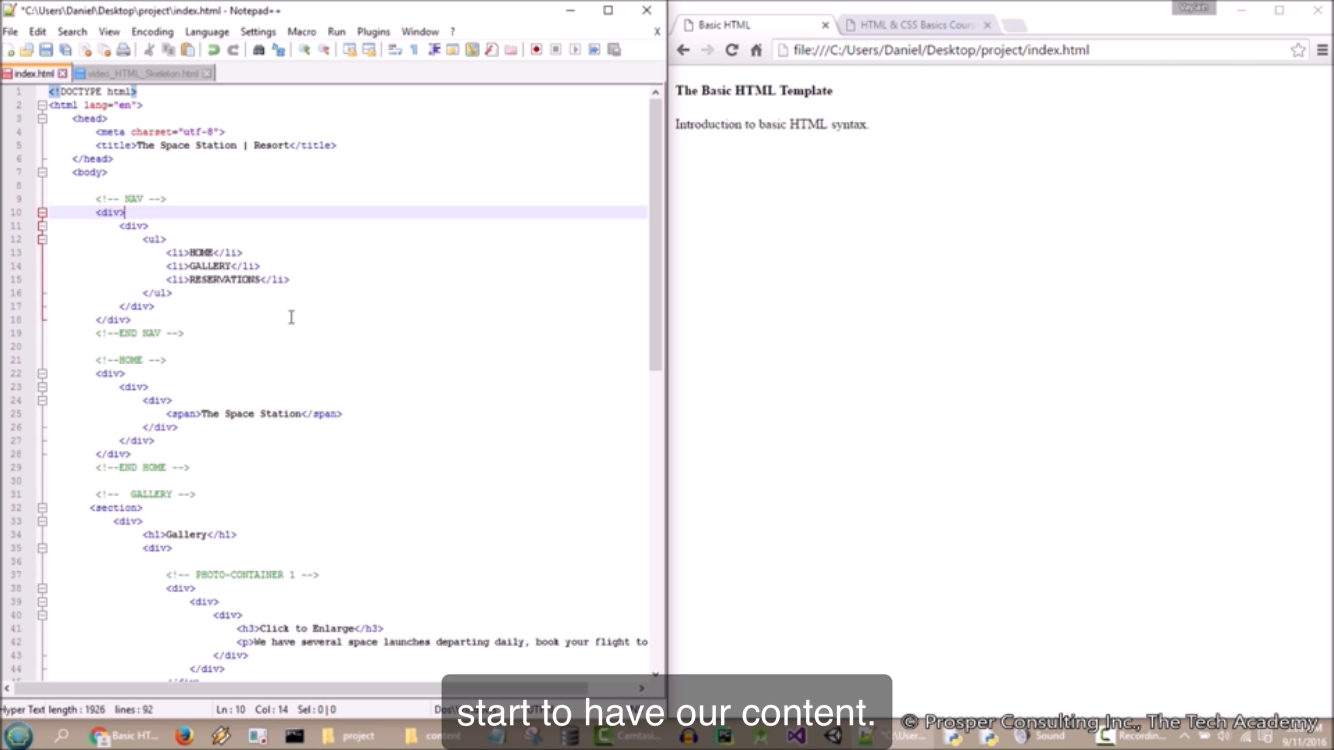 *C:\Users\Daniel\Desktop\project\index.html - Notepad++
File Edit Search View Encoding Language Settings Macro Run Plugins Window ? X
index.html video_HTML_Skeleton.html
1 <!DOCTYPE html>
2 <html lang="en">
3 <head>
4 <meta charset="utf-8">
5 <title>The Space Station | Resort</title>
6 </head>
7 <body>
8
9 <!-- NAV -->
10 <div>
11 <div>
12 <ul>
13 <li>HOME</li>
14 <li>GALLERY</li>
15 <li>RESERVATIONS</li>
16 </ul>
17 </div>
18 </div>
19 <!--END NAV -->
20
21 <!--HOME -->
22 <div>
23 <div>
24 <div>
25 <span>The Space Station</span>
26 </div>
27 </div>
28 </div>
29 <!--END HOME -->
30
31 <!-- GALLERY -->
32 <section>
33 <div>
34 <h1>Gallery</h1>
35 <div>
36
37 <!-- PHOTO-CONTAINER 1 -->
38 <div>
39 <div>
40 <div>
41 <h3>Click to Enlarge</h3>
42 <p>We have several space launches departing daily, book your flight to
43 </div>
44 </div>
Hyper Text length : 1926 lines : 92 Ln : 10 Col : 14 Sel : 0 | 0
Basic HTML HTML & CSS Basics Cours
file:///C:/Users/Daniel/Desktop/project/index.html
The Basic HTML Template
Introduction to basic HTML syntax.
start to have our content.
© Prosper Consulting Inc., The Tech Academy
Basic HT... project content Camtasi... *C:\User... Sound Recordin...
9/11/2016